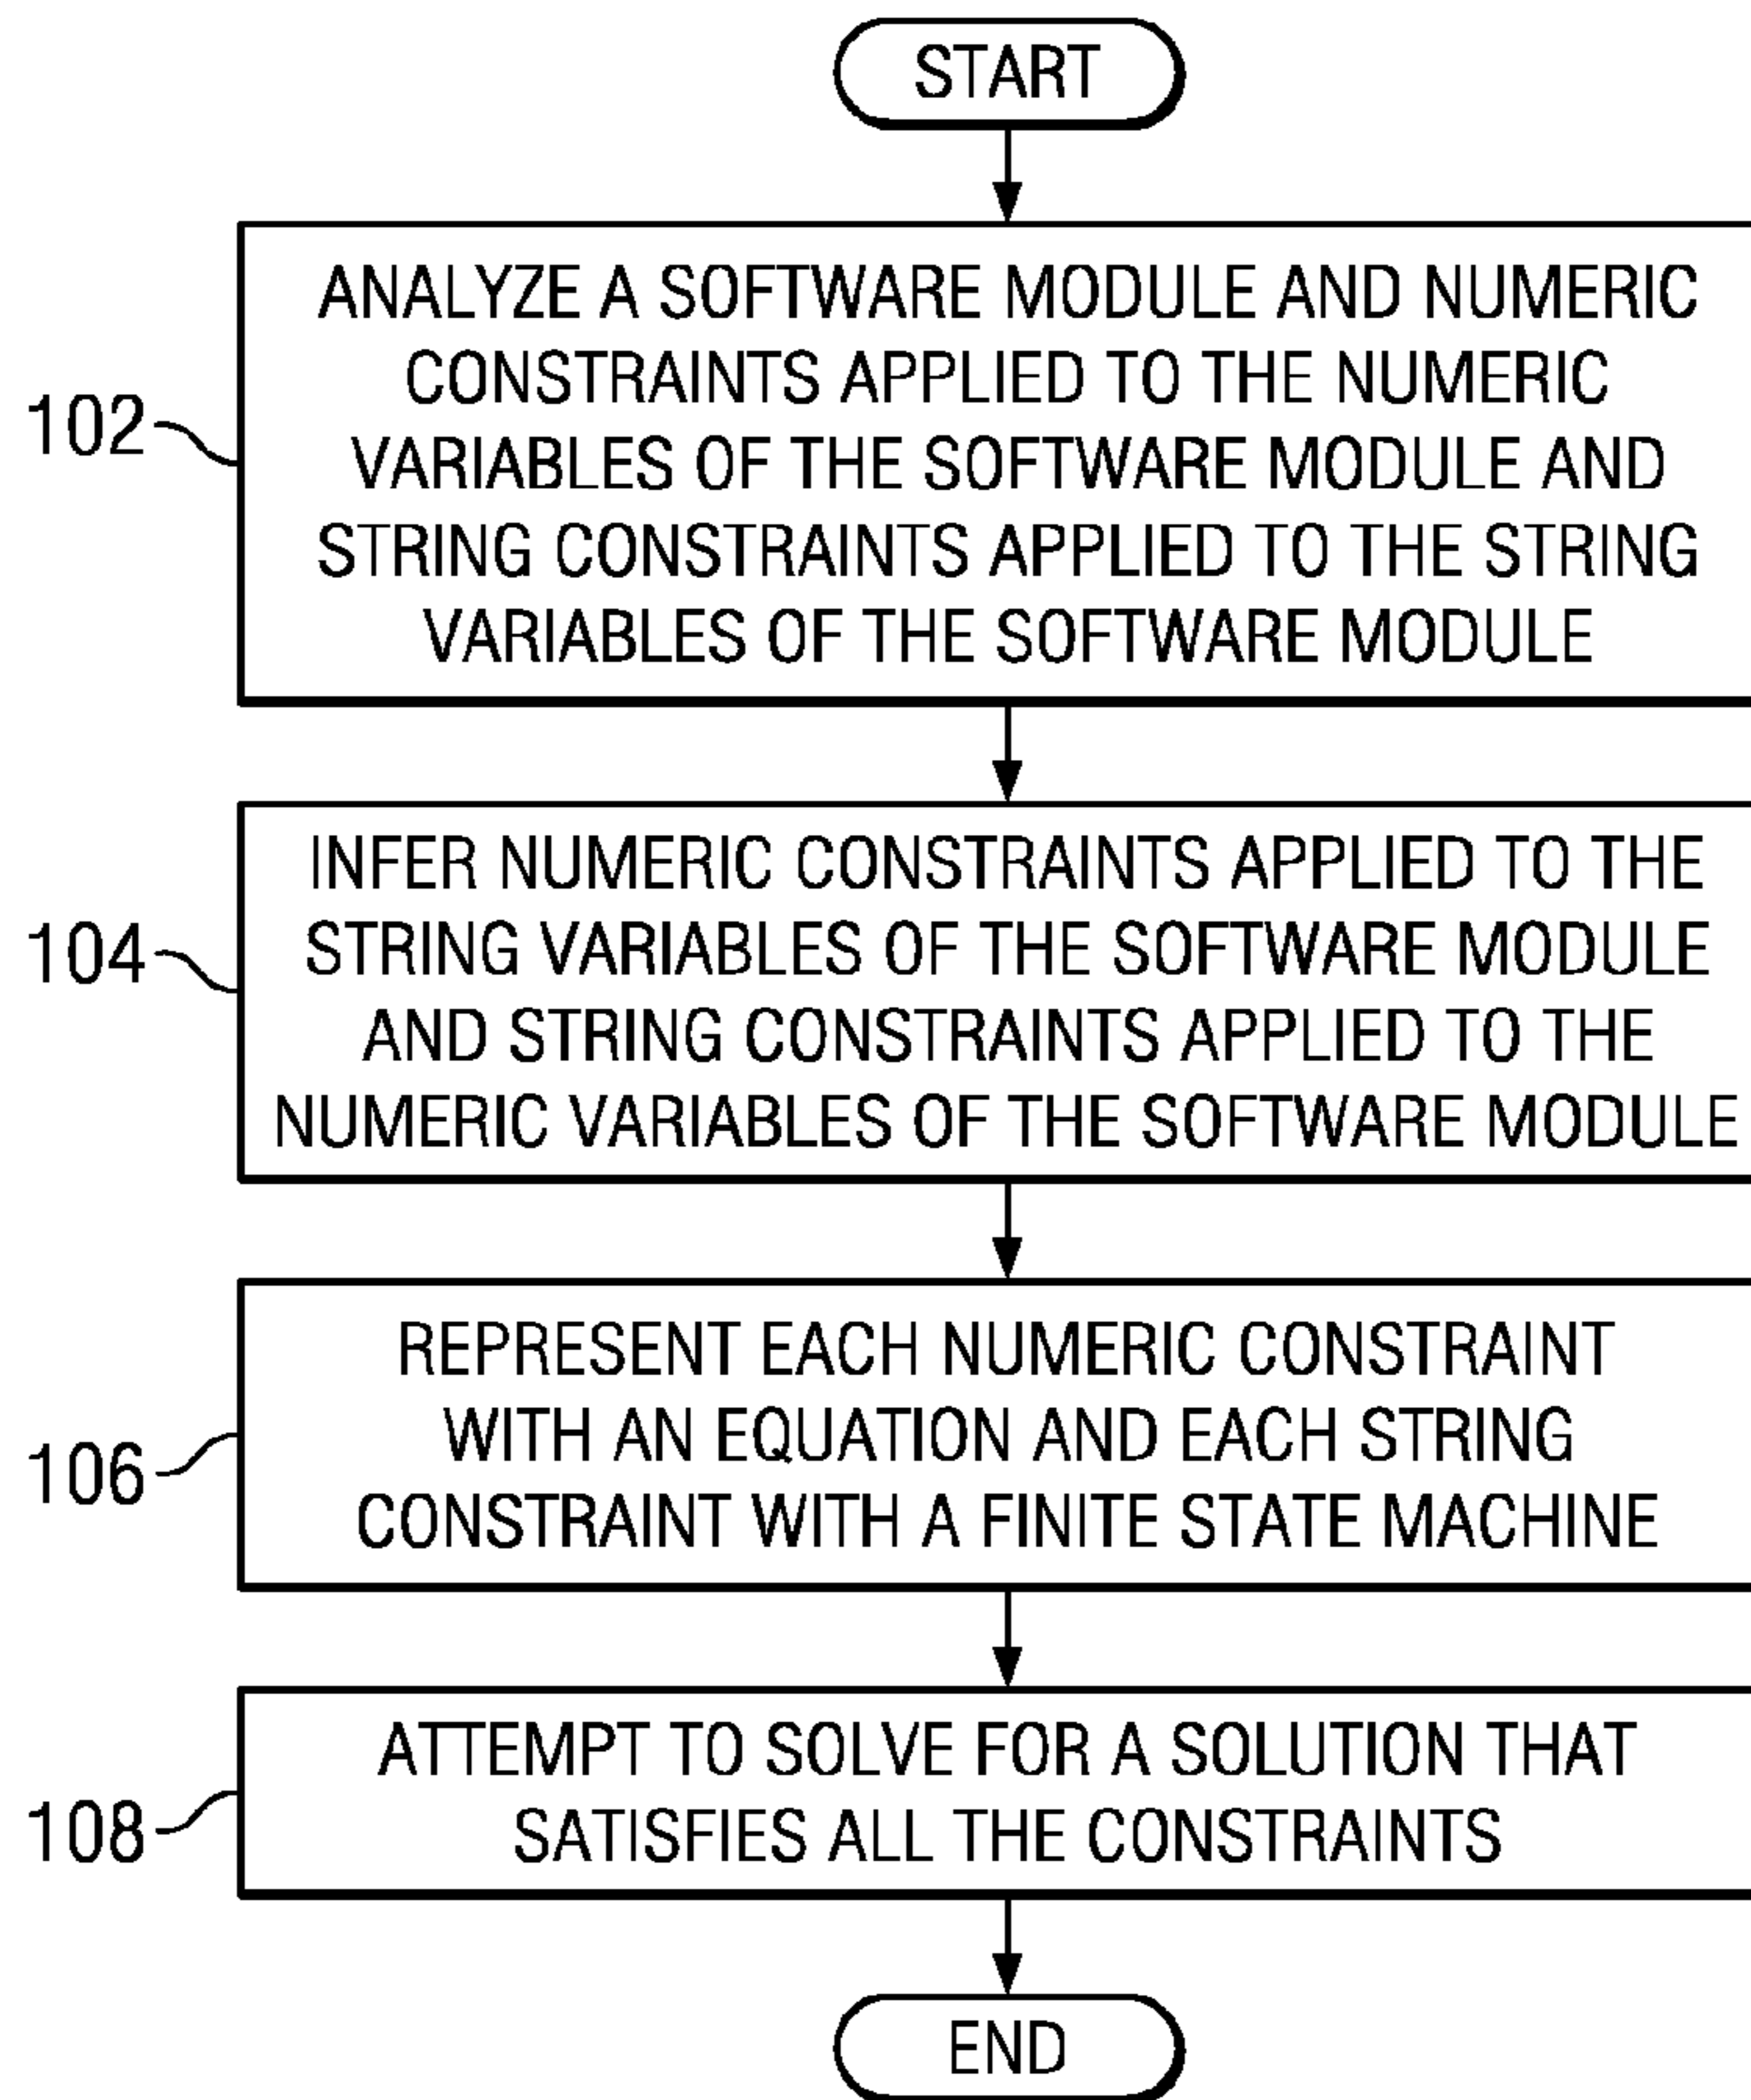 START
102
ANALYZE A SOFTWARE MODULE AND NUMERIC
CONSTRAINTS APPLIED TO THE NUMERIC
VARIABLES OF THE SOFTWARE MODULE AND
STRING CONSTRAINTS APPLIED TO THE STRING
VARIABLES OF THE SOFTWARE MODULE
104
INFER NUMERIC CONSTRAINTS APPLIED TO THE
STRING VARIABLES OF THE SOFTWARE MODULE
AND STRING CONSTRAINTS APPLIED TO THE
NUMERIC VARIABLES OF THE SOFTWARE MODULE
106
REPRESENT EACH NUMERIC CONSTRAINT
WITH AN EQUATION AND EACH STRING
CONSTRAINT WITH A FINITE STATE MACHINE
108
ATTEMPT TO SOLVE FOR A SOLUTION THAT
SATISFIES ALL THE CONSTRAINTS
END